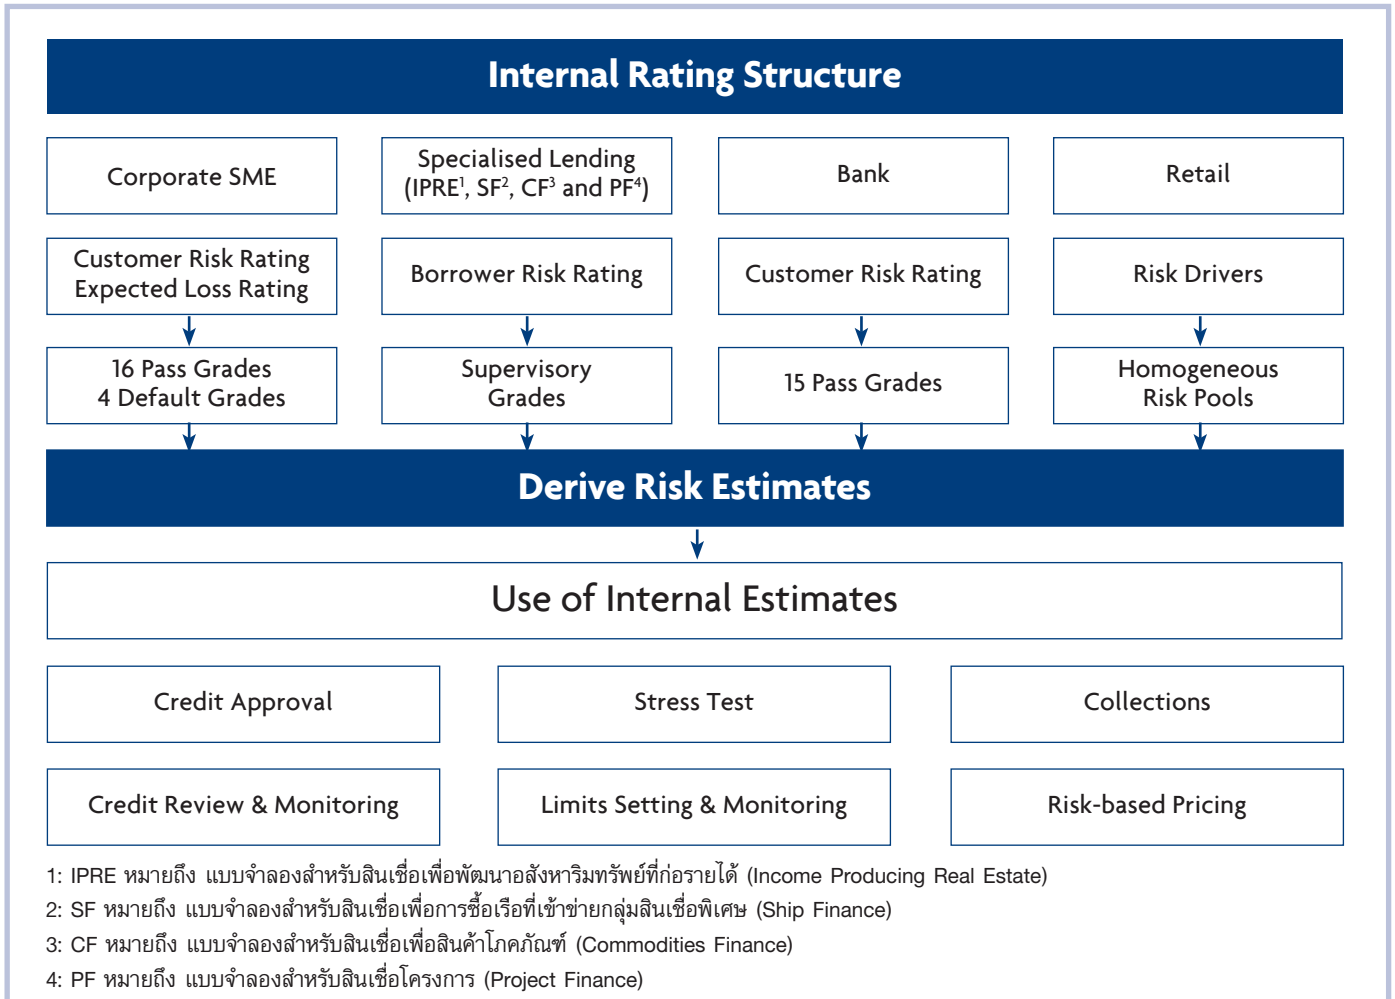 Internal Rating Structure
Corporate SME
Specialised Lending
(IPRE¹, SF², CF³ and PF⁴)
Bank
Retail
Customer Risk Rating
Expected Loss Rating
Borrower Risk Rating
Customer Risk Rating
Risk Drivers
16 Pass Grades
4 Default Grades
Supervisory
Grades
15 Pass Grades
Homogeneous
Risk Pools
Derive Risk Estimates
Use of Internal Estimates
Credit Approval
Stress Test
Collections
Credit Review & Monitoring
Limits Setting & Monitoring
Risk-based Pricing
1: IPRE หมายถึง แบบจำลองสำหรับสินเชื่อเพื่อพัฒนาอสังหาริมทรัพย์ที่ก่อรายได้ (Income Producing Real Estate)
2: SF หมายถึง แบบจำลองสำหรับสินเชื่อเพื่อการซื้อเรือที่เข้าข่ายกลุ่มสินเชื่อพิเศษ (Ship Finance)
3: CF หมายถึง แบบจำลองสำหรับสินเชื่อเพื่อสินค้าโภคภัณฑ์ (Commodities Finance)
4: PF หมายถึง แบบจำลองสำหรับสินเชื่อโครงการ (Project Finance)